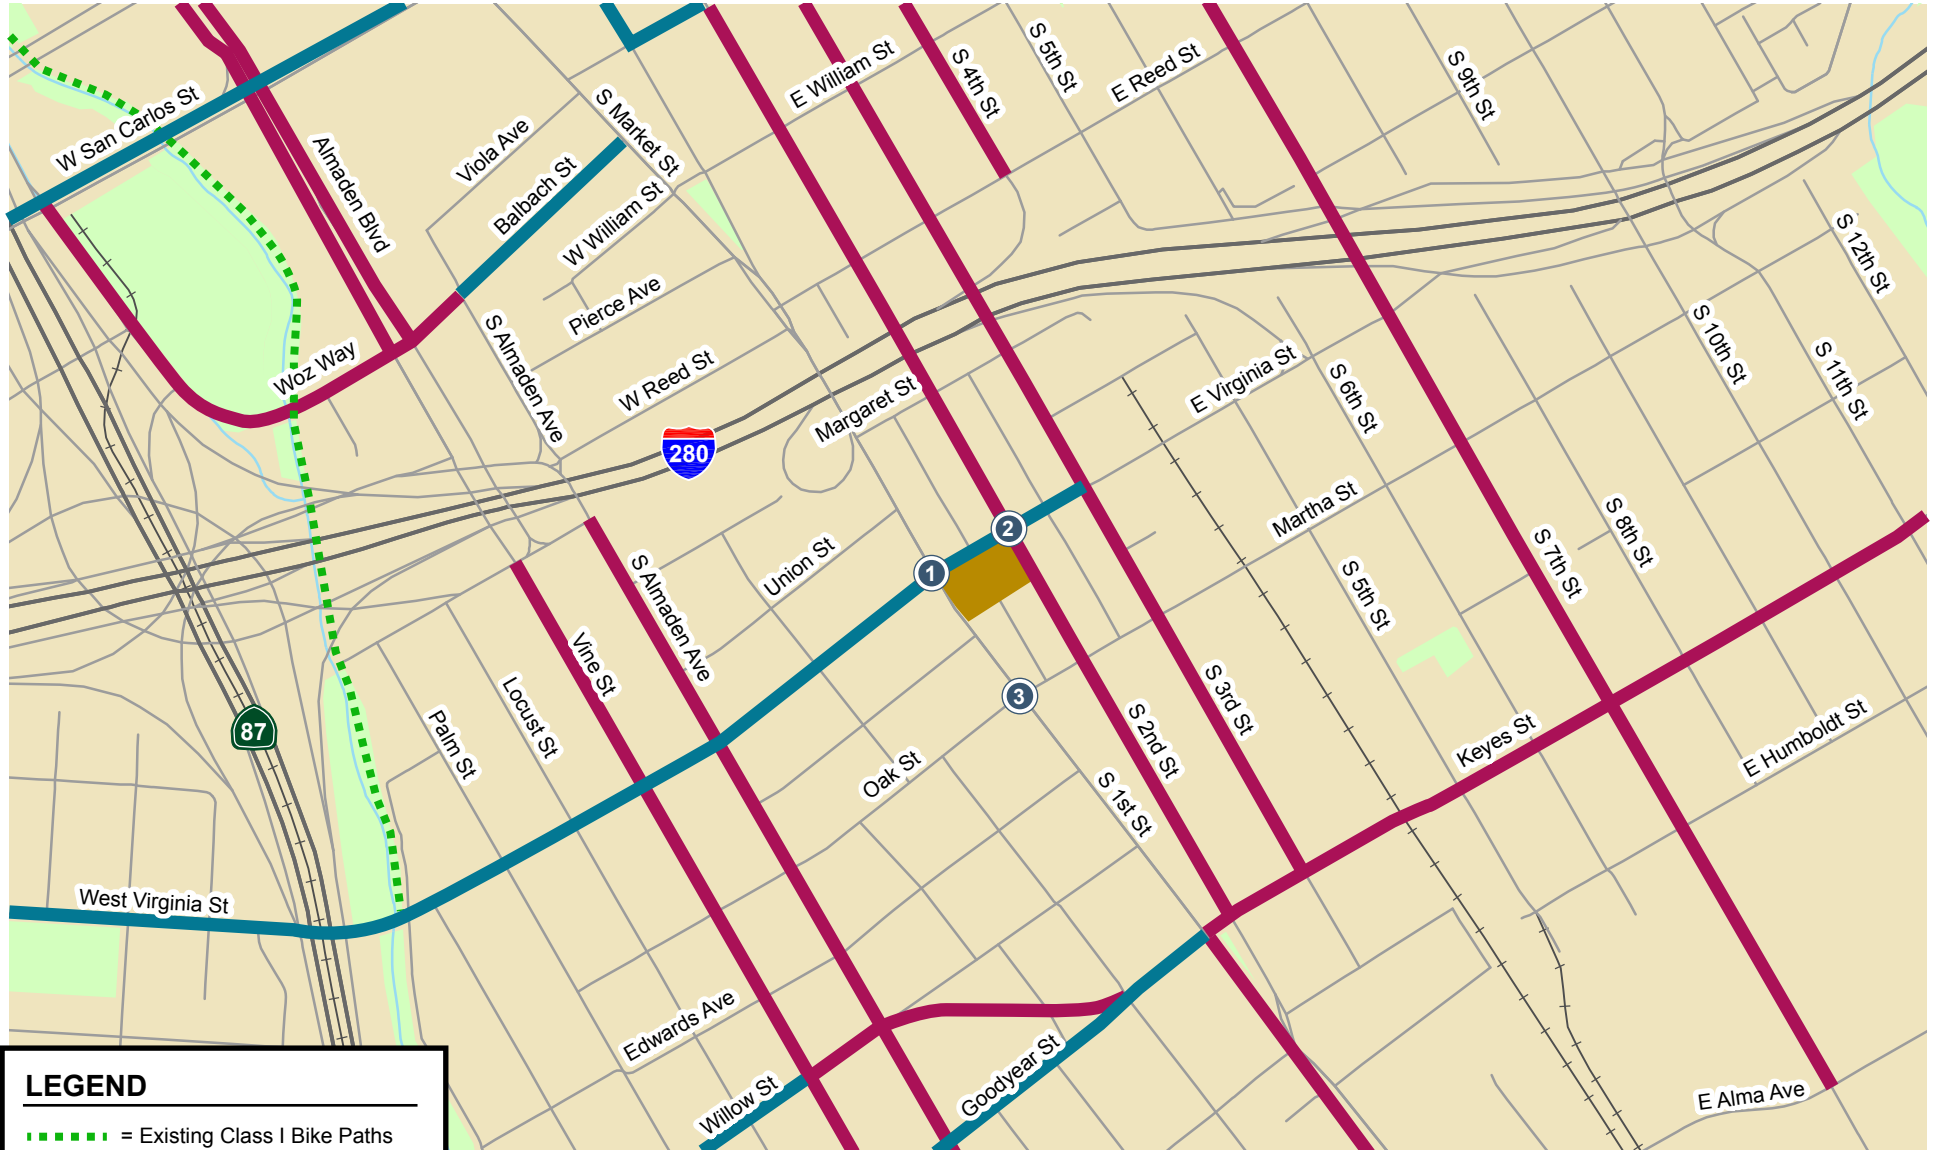 S 5th St
E William St
S 4th St
E Reed St
S 9th St
W San Carlos St
S Market St
Viola Ave
Almaden Blvd
Balbach St
W William St
S 12th St
Pierce Ave
S 10th St
S Almaden Ave
Woz Way
W Reed St
E Virginia St
S 6th St
S 11th St
Margaret St
280
Martha St
2
S 8th St
S 7th St
Union St
1
S 5th St
S Almaden Ave
Vine St
3
S 3rd St
Locust St
87
Palm St
S 2nd St
Keyes St
E Humboldt St
Oak St
S 1st St
West Virginia St
Edwards Ave
Goodyear St
Willow St
E Alma Ave
LEGEND
= Existing Class I Bike Paths